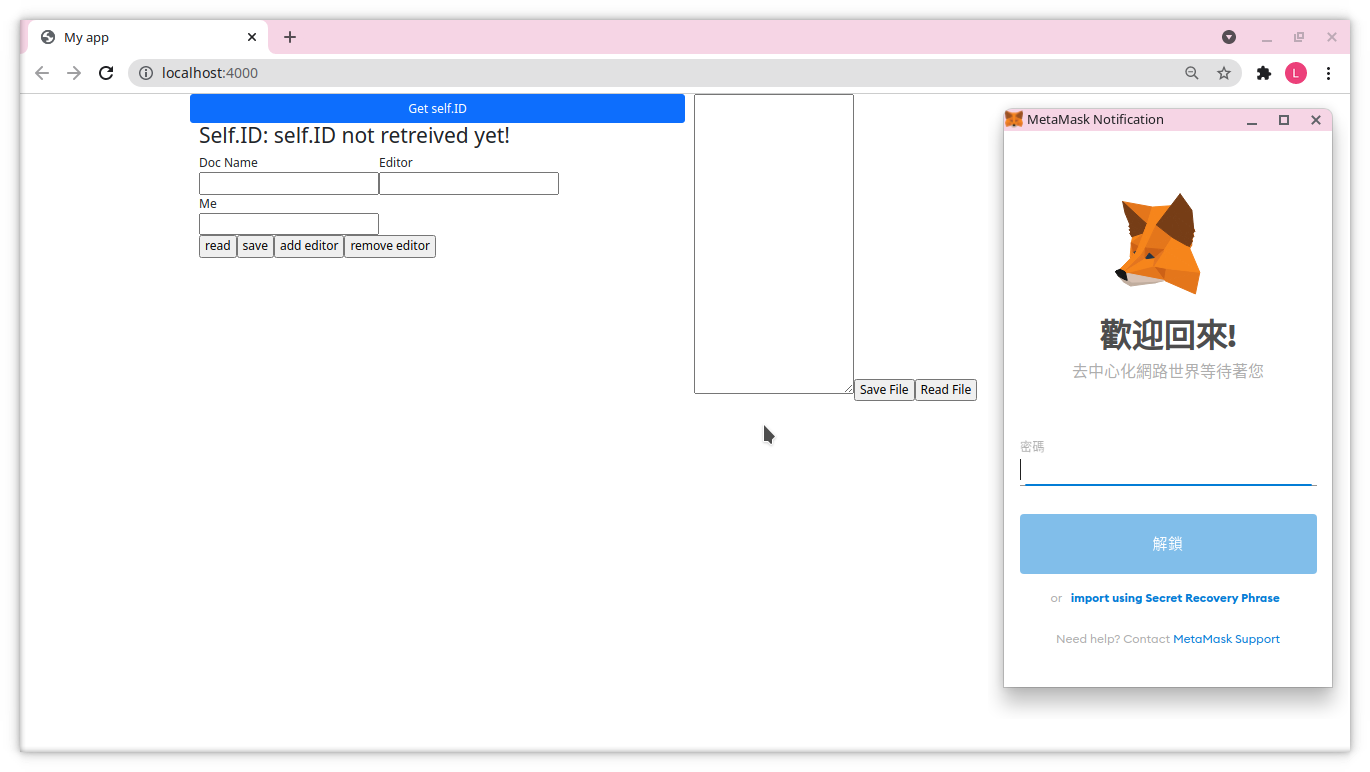 My app
localhost:4000
L
Get self.ID
Self.ID: self.ID not retreived yet!
Doc Name Editor
Me
read save add editor remove editor
Save File Read File
MetaMask Notification
歡迎回來!
去中心化網路世界等待著您
密碼
解鎖
or import using Secret Recovery Phrase
Need help? Contact MetaMask Support